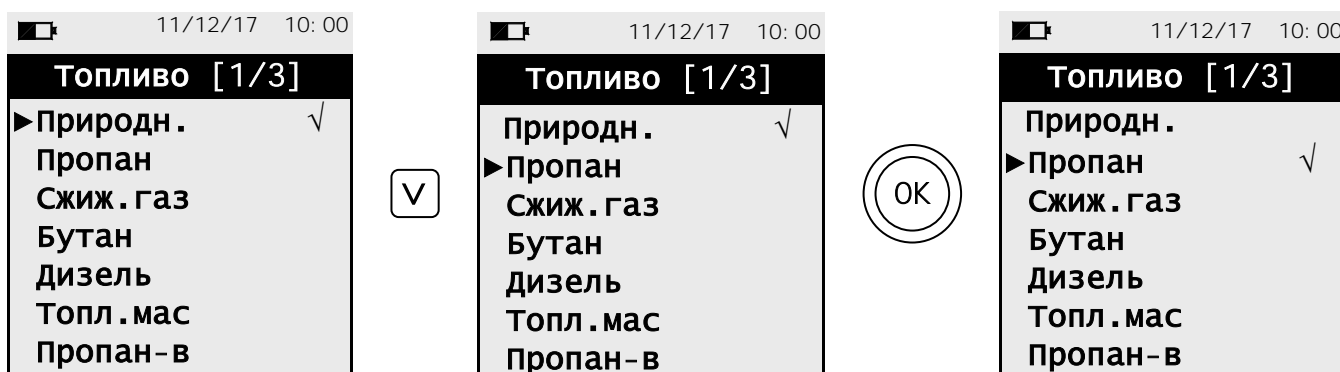 11/12/17 10:00
Топливо [1/3]
►Природн. √
Пропан
Сжиж.газ
Бутан
Дизель
Топл.мас
Пропан-в
V
11/12/17 10:00
Топливо [1/3]
Природн. √
►Пропан
Сжиж.газ
Бутан
Дизель
Топл.мас
Пропан-в
OK
11/12/17 10:00
Топливо [1/3]
Природн.
►Пропан √
Сжиж.газ
Бутан
Дизель
Топл.мас
Пропан-в